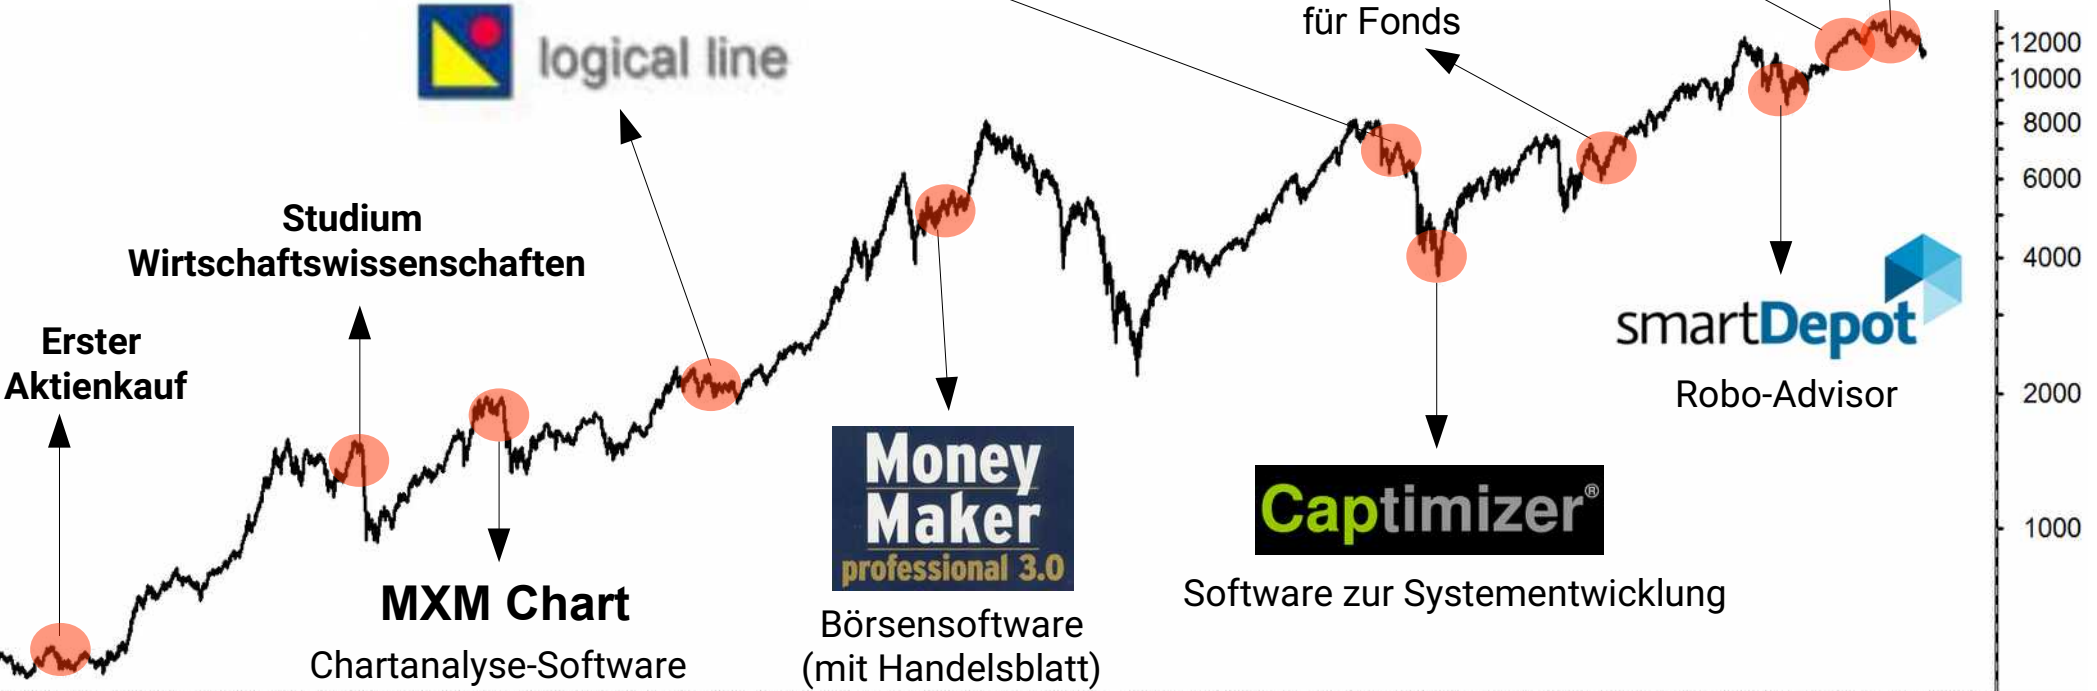 logical line
für Fonds
12000
10000
8000
6000
4000
2000
1000
Studium
Wirtschaftswissenschaften
Erster
Aktienkauf
smartDepot
Robo-Advisor
Money
Maker
professional 3.0
Captimizer®
MXM Chart
Chartanalyse-Software
Börsensoftware
(mit Handelsblatt)
Software zur Systementwicklung